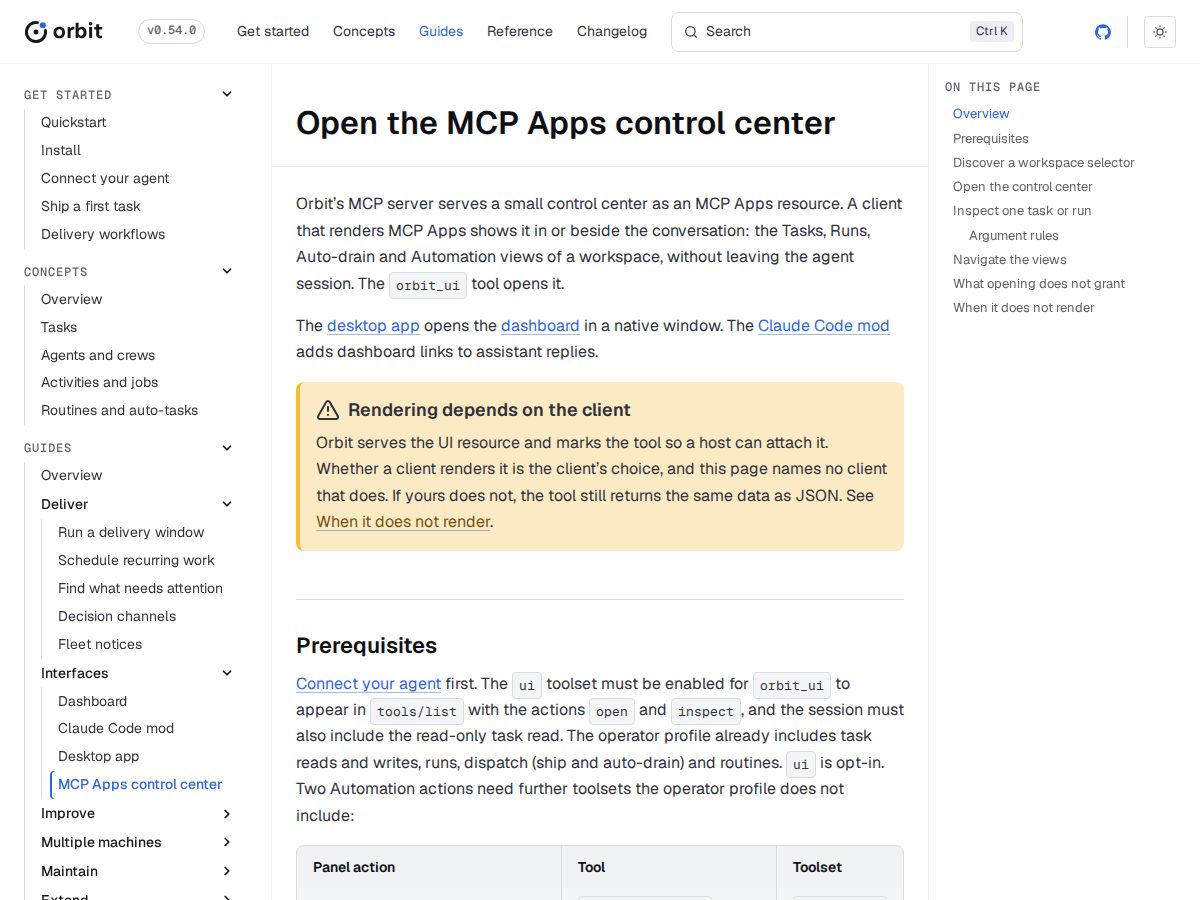 orbit
v0.54.0
Get started
Concepts
Guides
Reference
Changelog
Search
Ctrl K
GET STARTED
Quickstart
Install
Connect your agent
Ship a first task
Delivery workflows
CONCEPTS
Overview
Tasks
Agents and crews
Activities and jobs
Routines and auto-tasks
GUIDES
Overview
Deliver
Run a delivery window
Schedule recurring work
Find what needs attention
Decision channels
Fleet notices
Interfaces
Dashboard
Claude Code mod
Desktop app
MCP Apps control center
Improve
Multiple machines
Maintain
Extend
Open the MCP Apps control center
Orbit’s MCP server serves a small control center as an MCP Apps resource. A client
that renders MCP Apps shows it in or beside the conversation: the Tasks, Runs,
Auto-drain and Automation views of a workspace, without leaving the agent
session. The orbit_ui tool opens it.
The desktop app opens the dashboard in a native window. The Claude Code mod
adds dashboard links to assistant replies.
Rendering depends on the client
Orbit serves the UI resource and marks the tool so a host can attach it.
Whether a client renders it is the client’s choice, and this page names no client
that does. If yours does not, the tool still returns the same data as JSON. See
When it does not render.
Prerequisites
Connect your agent first. The ui toolset must be enabled for orbit_ui to
appear in tools/list with the actions open and inspect, and the session must
also include the read-only task read. The operator profile already includes task
reads and writes, runs, dispatch (ship and auto-drain) and routines. ui is opt-in.
Two Automation actions need further toolsets the operator profile does not
include:
Panel action
Tool
Toolset
ON THIS PAGE
Overview
Prerequisites
Discover a workspace selector
Open the control center
Inspect one task or run
Argument rules
Navigate the views
What opening does not grant
When it does not render